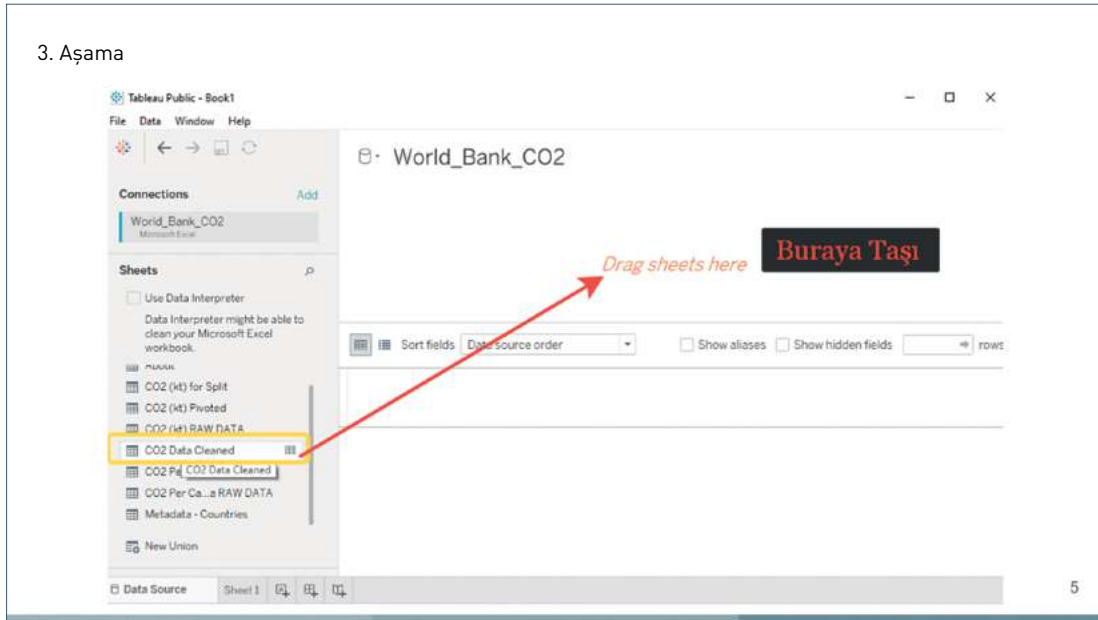 3. Aşama
Tableau Public - Book1
File Data Window Help
Connections Add
World_Bank_CO2
Microsoft Excel
Sheets
Use Data Interpreter
Data Interpreter might be able to
clean your Microsoft Excel
workbook.
About
CO2 (kt) for Split
CO2 (kt) Pivoted
CO2 (kt) RAW DATA
CO2 Data Cleaned
CO2 Pe
CO2 Data Cleaned
CO2 Per Ca...a RAW DATA
Metadata - Countries
New Union
World_Bank_CO2
Drag sheets here
Buraya Taşı
Sort fields Data source order Show aliases Show hidden fields rows
Data Source Sheet 1
5